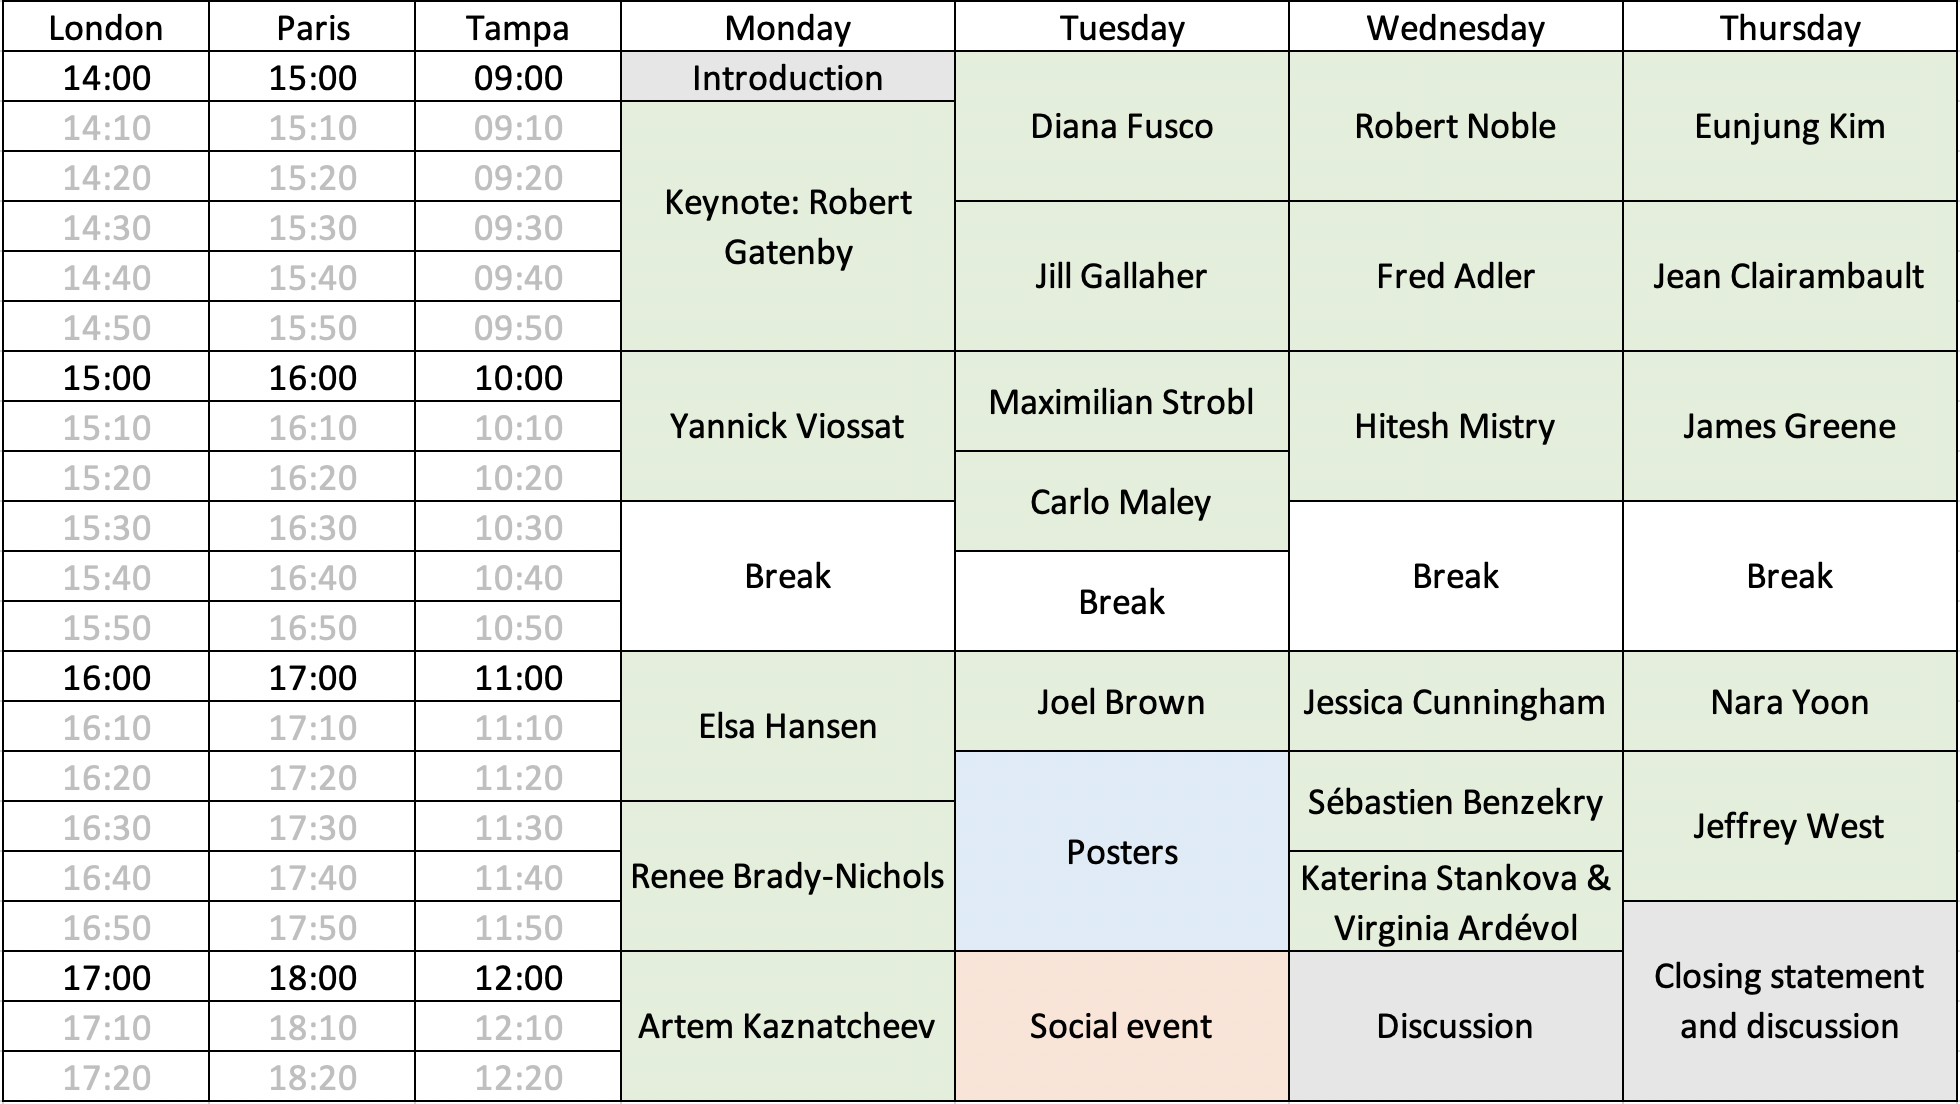 London Paris Tampa Monday Tuesday Wednesday Thursday
14:00 15:00 09:00 Introduction
14:10 15:10 09:10 Diana Fusco Robert Noble Eunjung Kim
14:20 15:20 09:20
Keynote: Robert
14:30 15:30 09:30
Gatenby
14:40 15:40 09:40 Jill Gallaher Fred Adler Jean Clairambault
14:50 15:50 09:50
15:00 16:00 10:00
Maximilian Strobl
15:10 16:10 10:10 Yannick Viossat Hitesh Mistry James Greene
15:20 16:20 10:20
Carlo Maley
15:30 16:30 10:30
15:40 16:40 10:40 Break Break Break
Break
15:50 16:50 10:50
16:00 17:00 11:00
Joel Brown Jessica Cunningham Nara Yoon
16:10 17:10 11:10 Elsa Hansen
16:20 17:20 11:20
Sébastien Benzekry
16:30 17:30 11:30 Jeffrey West
Posters
16:40 17:40 11:40 Renee Brady-Nichols Katerina Stankova &
16:50 17:50 11:50 Virginia Ardévol
17:00 18:00 12:00 Closing statement
17:10 18:10 12:10 Artem Kaznatcheev Social event Discussion and discussion
17:20 18:20 12:20